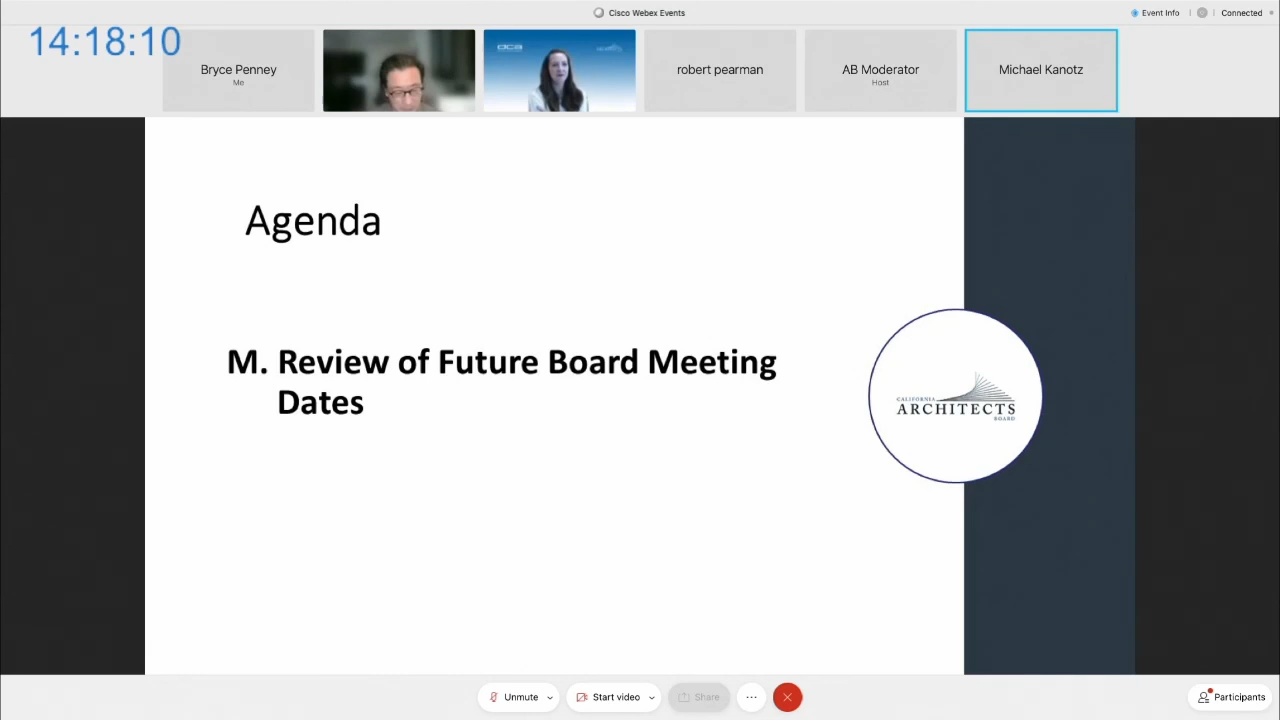 Cisco Webex Events
Event Info
Connected
14:18:10
Bryce Penney
Me
robert pearman
AB Moderator
Host
Michael Kanotz
Agenda
M. Review of Future Board Meeting
Dates
CALIFORNIA
ARCHITECTS
BOARD
Unmute
Start video
Share
Participants